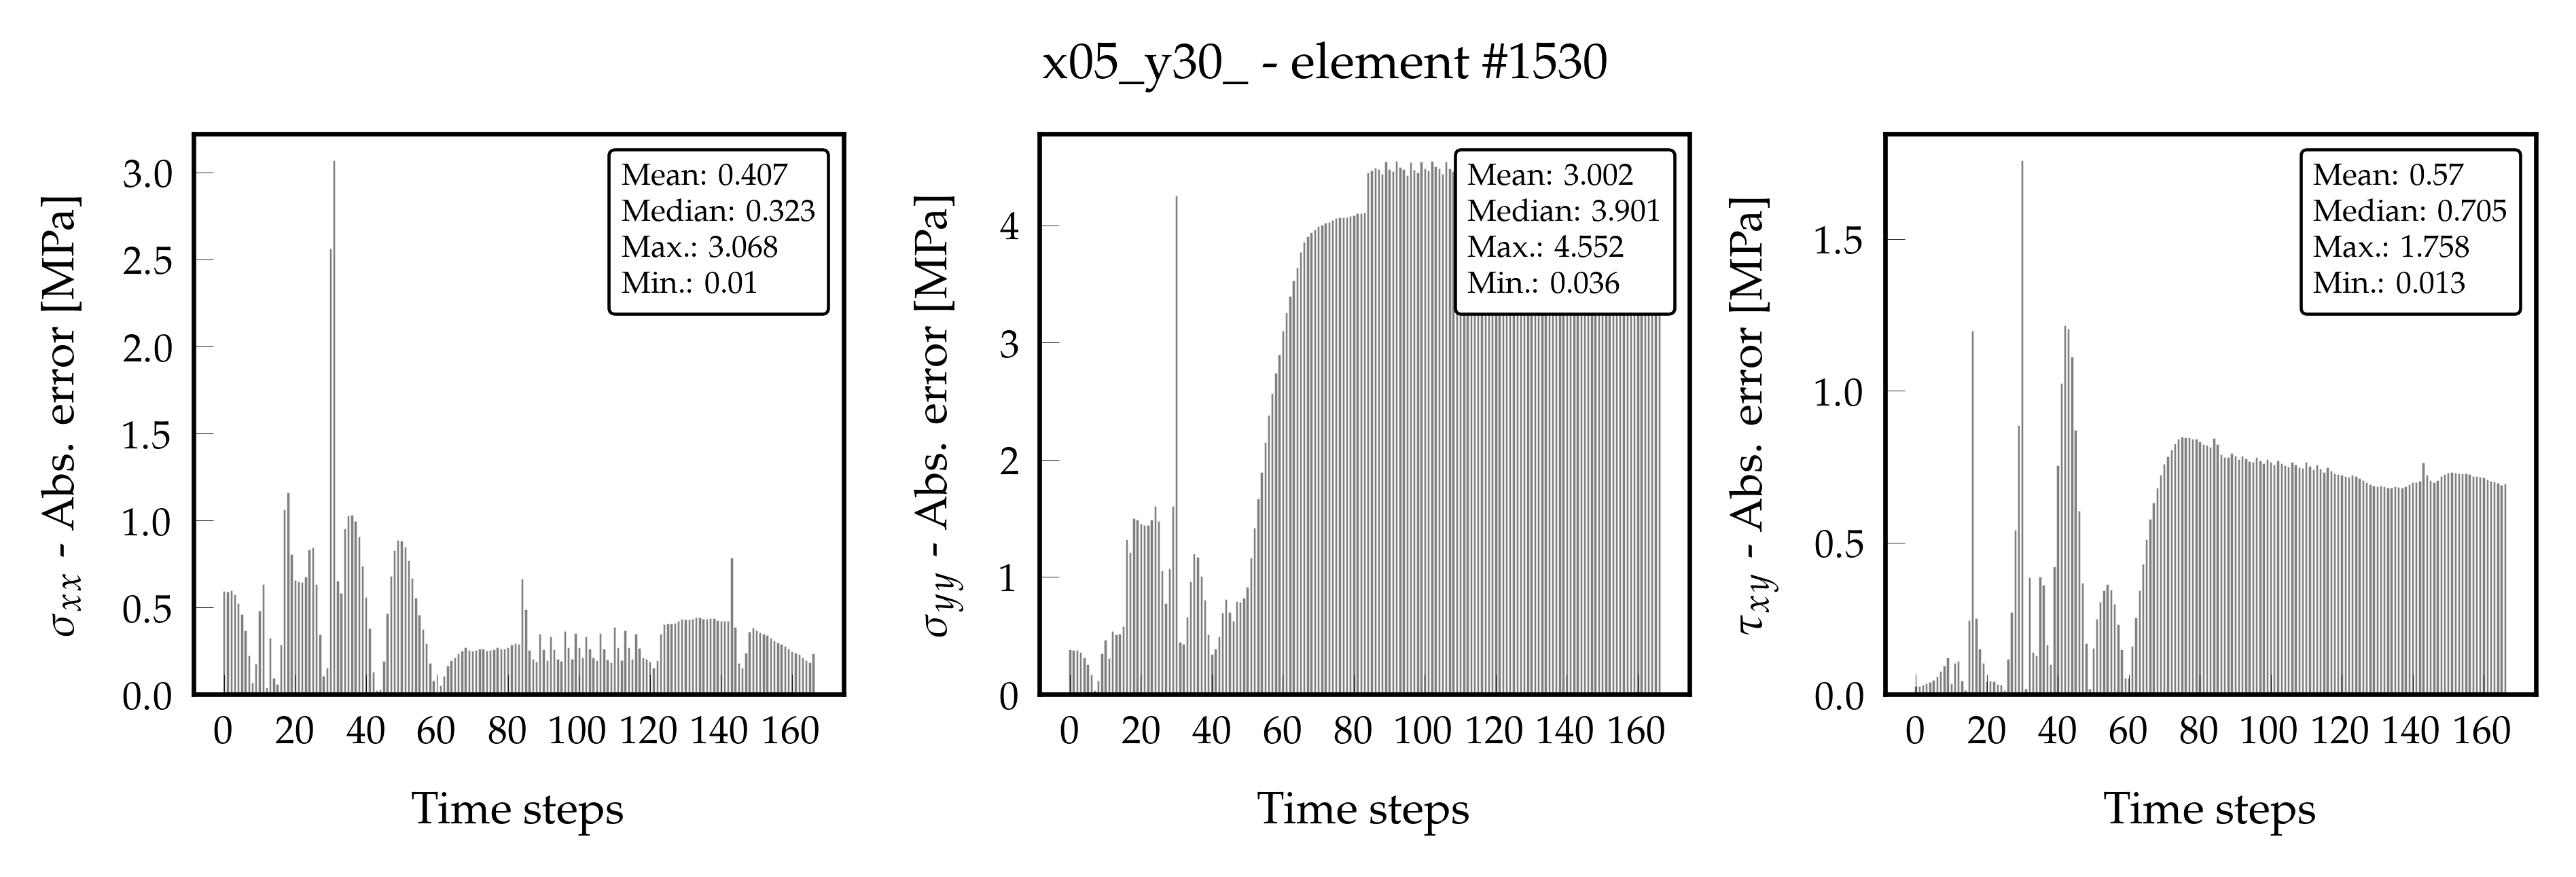 x05_y30_ - element #1530
σxx - Abs. error [MPa]
3.0
2.5
2.0
1.5
1.0
0.5
0.0
Mean: 0.407
Median: 0.323
Max.: 3.068
Min.: 0.01
0 20 40 60 80 100 120 140 160
Time steps
σyy - Abs. error [MPa]
4
3
2
1
0
Mean: 3.002
Median: 3.901
Max.: 4.552
Min.: 0.036
0 20 40 60 80 100 120 140 160
Time steps
τxy - Abs. error [MPa]
1.5
1.0
0.5
0.0
Mean: 0.57
Median: 0.705
Max.: 1.758
Min.: 0.013
0 20 40 60 80 100 120 140 160
Time steps